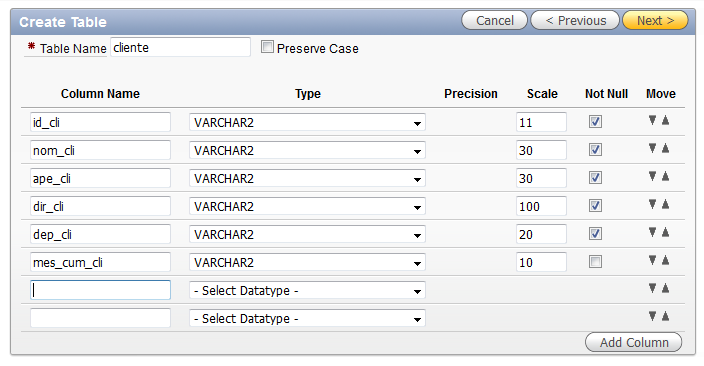 Create Table
Cancel
< Previous
Next >
* Table Name cliente Preserve Case
Column Name Type Precision Scale Not Null Move
id_cli VARCHAR2 11
nom_cli VARCHAR2 30
ape_cli VARCHAR2 30
dir_cli VARCHAR2 100
dep_cli VARCHAR2 20
mes_cum_cli VARCHAR2 10
- Select Datatype -
- Select Datatype -
Add Column